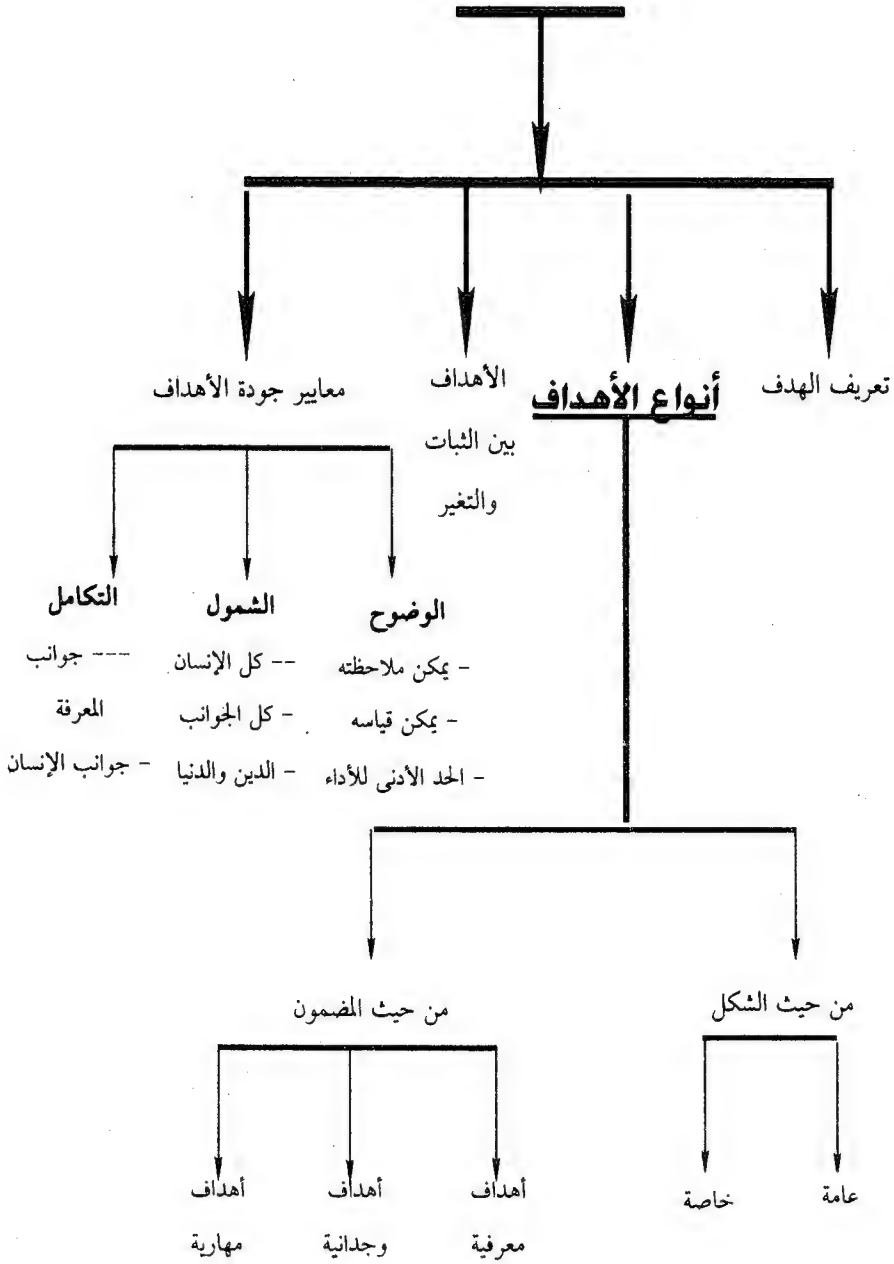 تعريف الهدف
أنواع الأهداف
الأهداف
بين الثبات
والتغير
معايير جودة الأهداف
الوضوح
- يمكن ملاحظته
- يمكن قياسه
- الحد الأدنى للأداء
الشمول
-- كل الإنسان
- كل الجوانب
- الدين والدنيا
التكامل
--- جوانب
المعرفة
- جوانب الإنسان
من حيث الشكل
عامة
خاصة
من حيث المضمون
أهداف
معرفية
أهداف
وجدانية
أهداف
مهارية